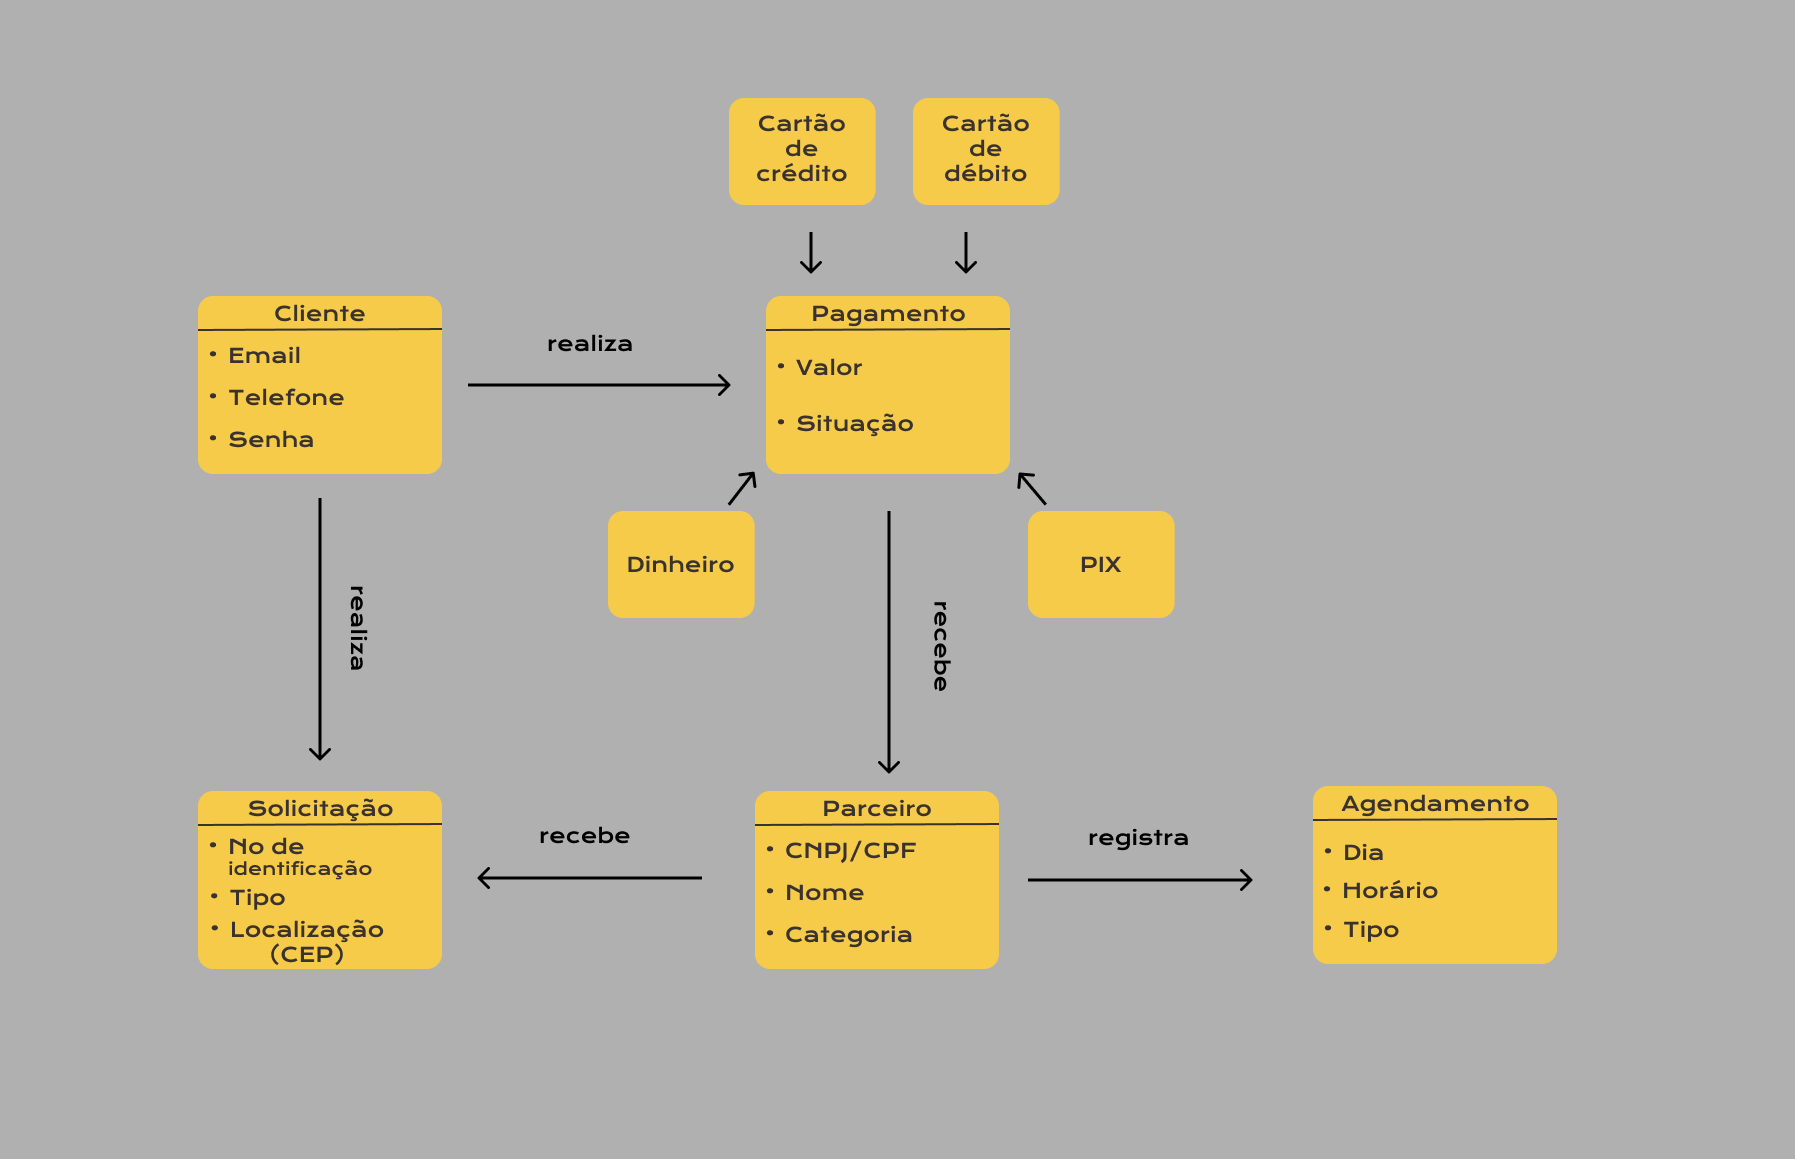 Cartão
de
crédito
Cartão
de
débito
Cliente
• Email
• Telefone
• Senha
realiza
Pagamento
• Valor
• Situação
Dinheiro
PIX
realiza
recebe
Solicitação
• No de
identificação
• Tipo
• Localização
(CEP)
recebe
Parceiro
• CNPJ/CPF
• Nome
• Categoria
registra
Agendamento
• Dia
• Horário
• Tipo